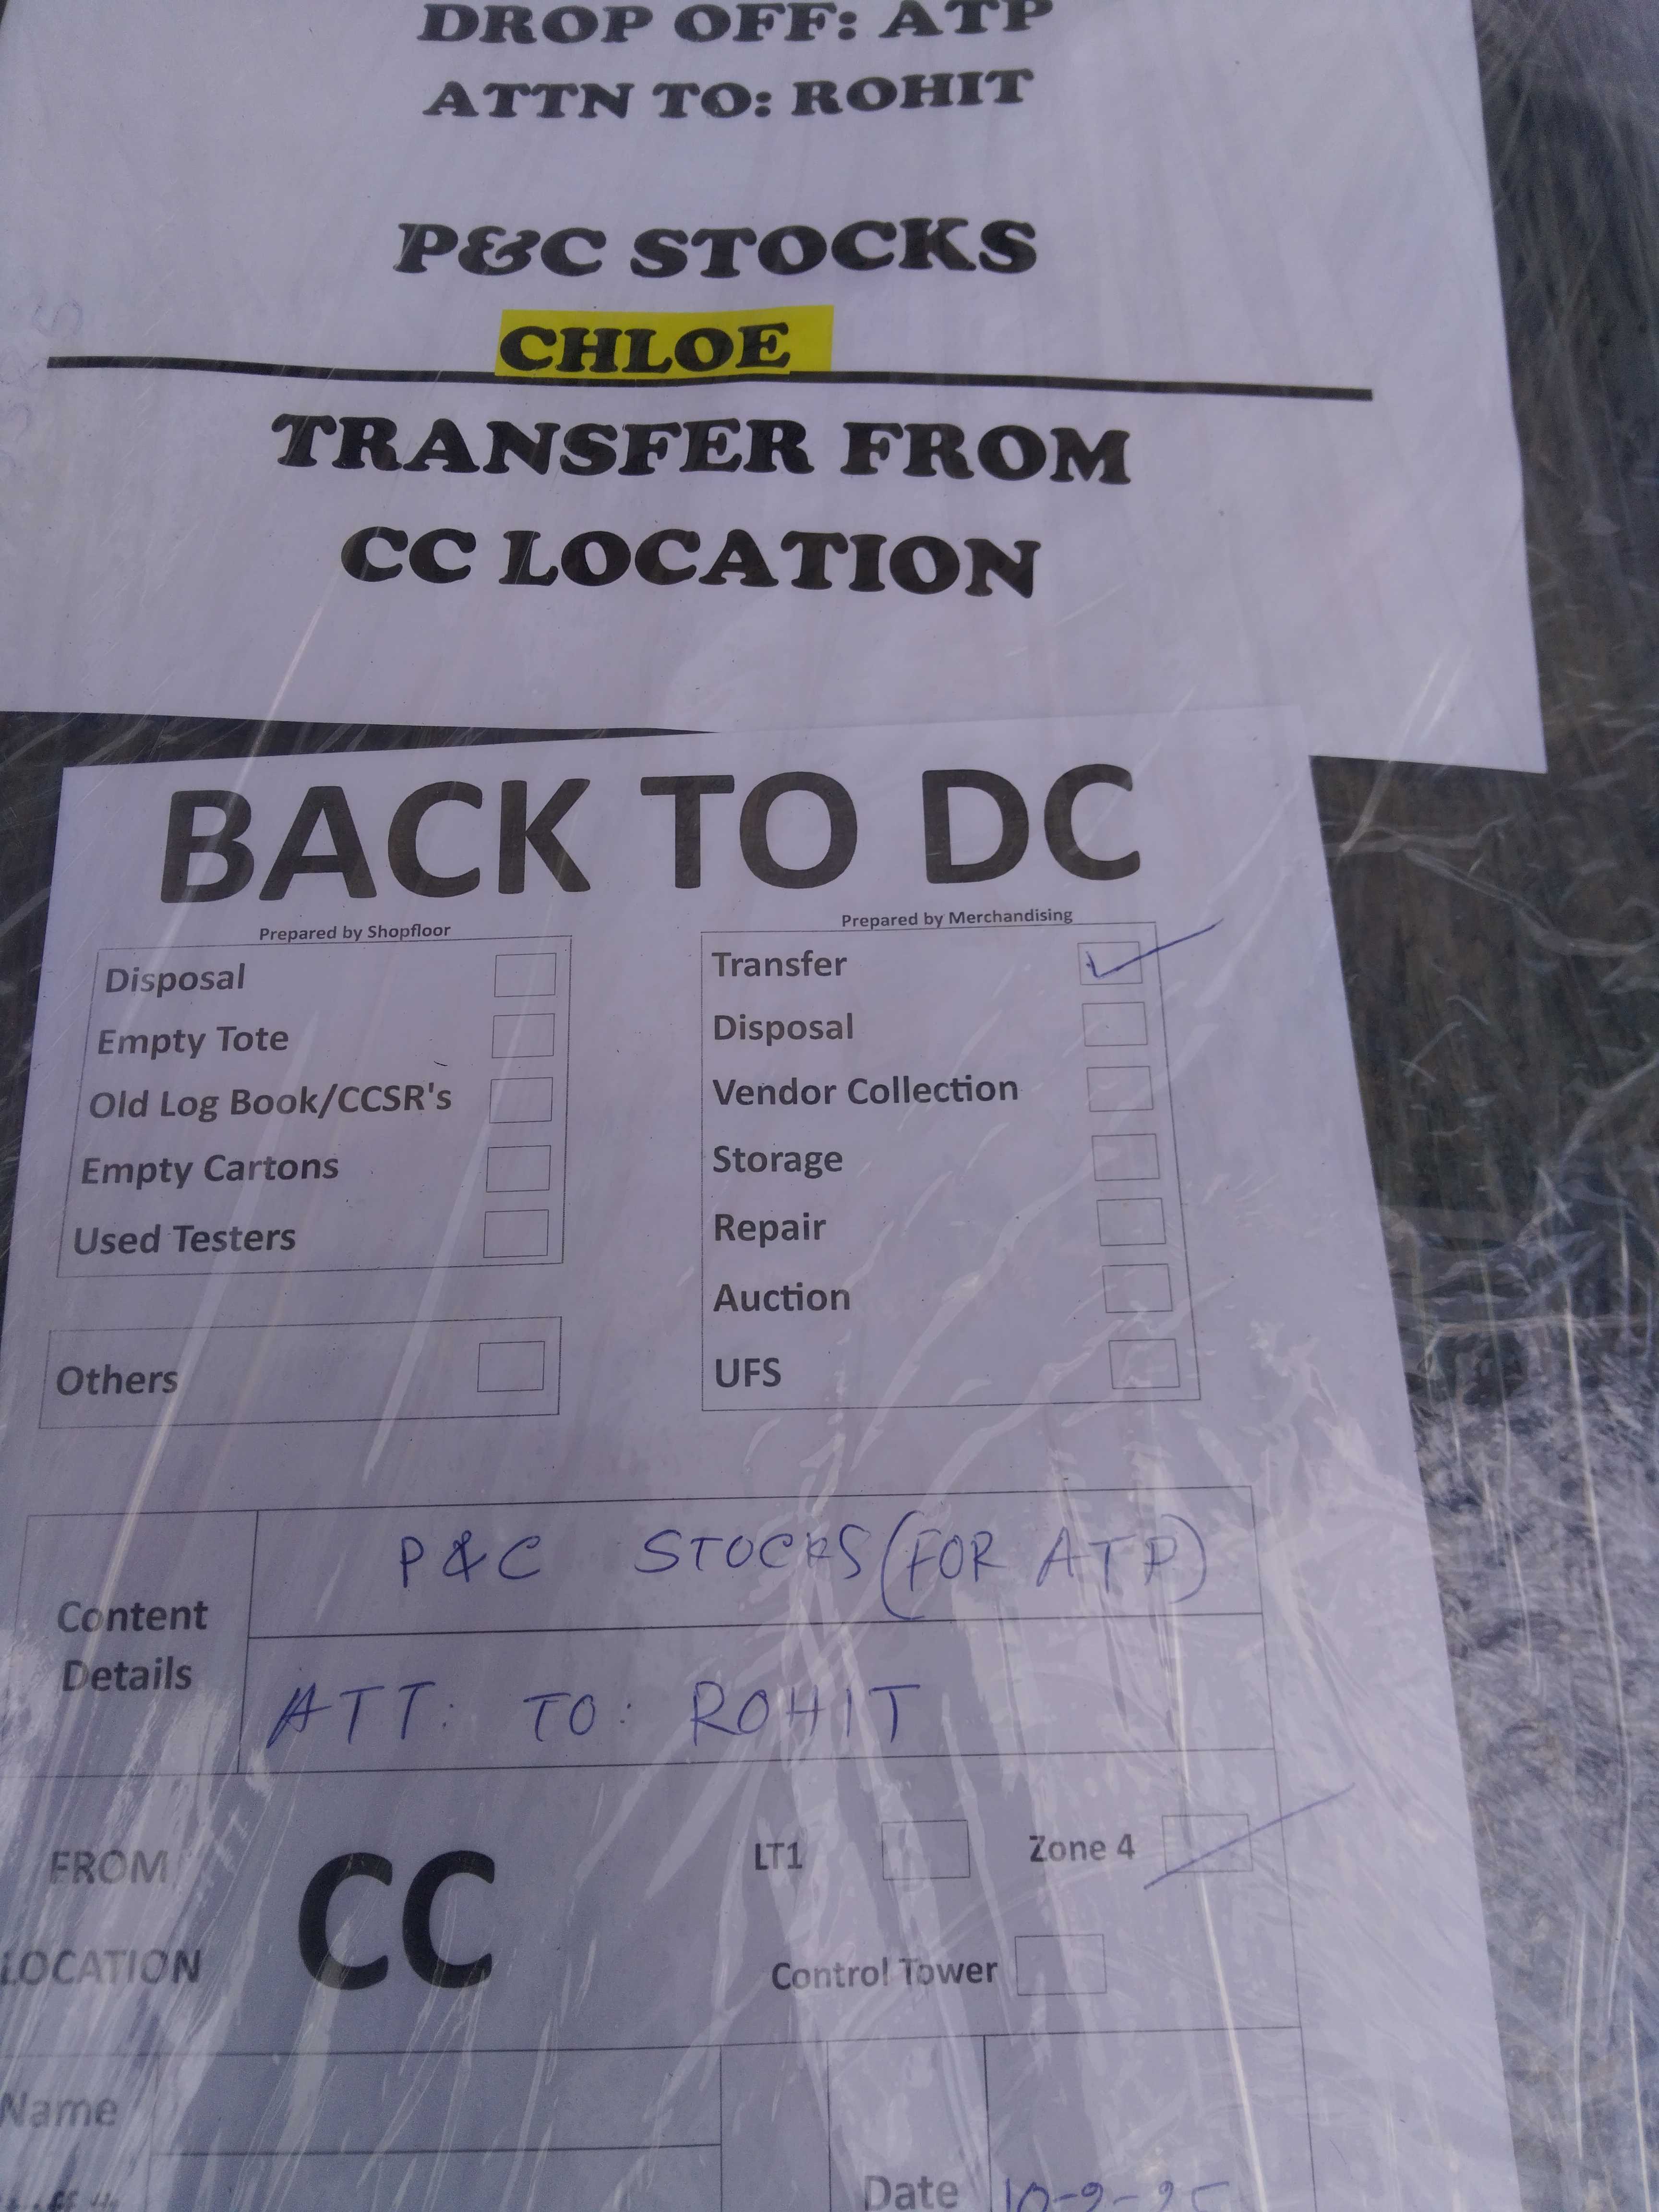 DROP OFF: ATP
ATTN TO: ROHIT
P&C STOCKS
CHLOE
TRANSFER FROM
CC LOCATION
BACK TO DC
Prepared by Shopfloor
Disposal
Empty Tote
Old Log Book/CCSR's
Empty Cartons
Used Testers
Others
Prepared by Merchandising
Transfer
Disposal
Vendor Collection
Storage
Repair
Auction
UFS
Content Details
P&C STOCKS (FOR ATP)
ATT: TO: ROHIT
FROM
LOCATION
CC
LT1
Zone 4
Control Tower
Name
Date